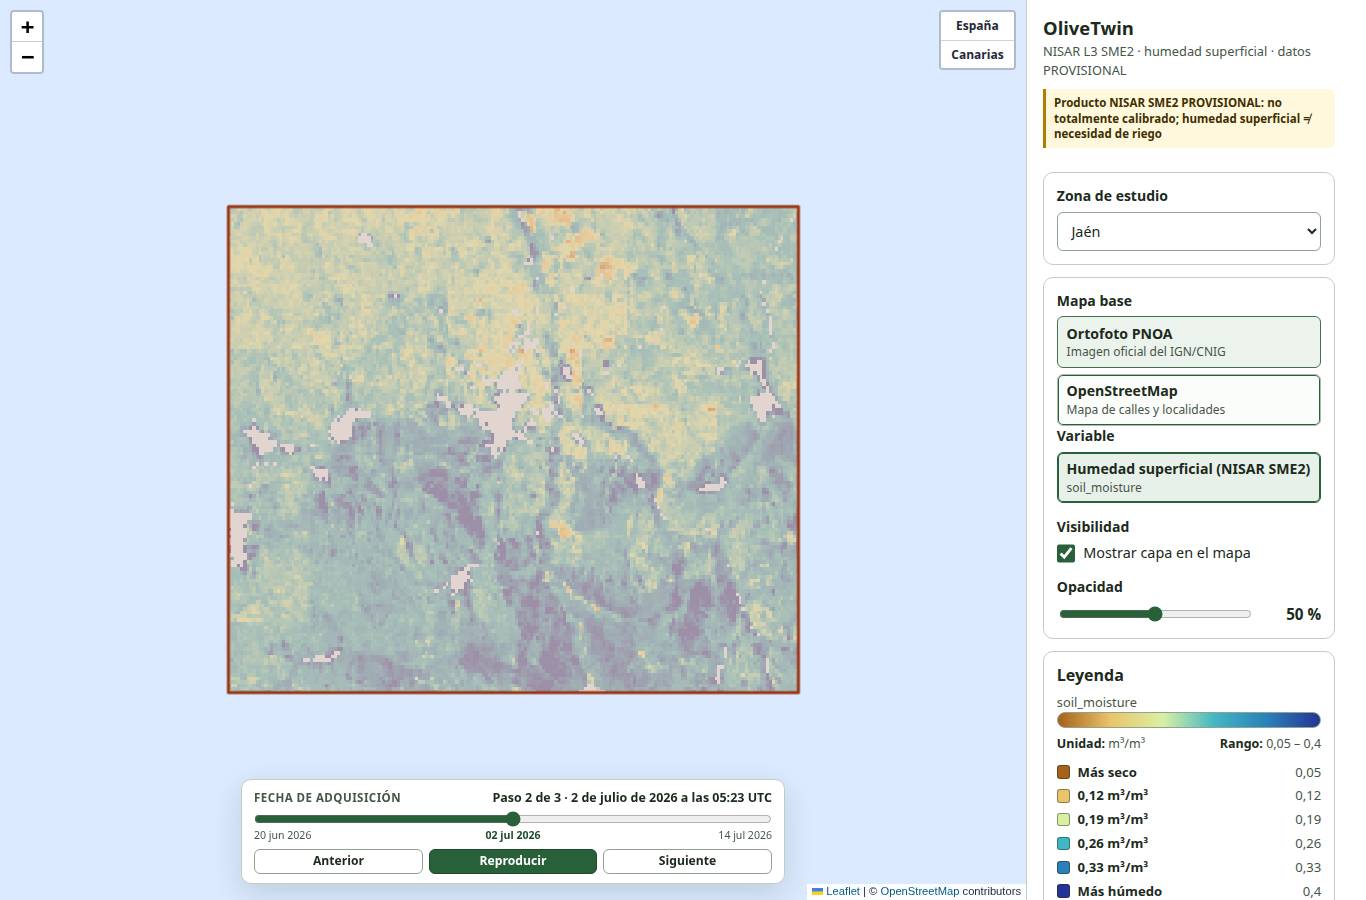 +
−
España
Canarias
FECHA DE ADQUISICIÓN
Paso 2 de 3 · 2 de julio de 2026 a las 05:23 UTC
20 jun 2026
02 jul 2026
14 jul 2026
Anterior
Reproducir
Siguiente
Leaflet | © OpenStreetMap contributors
OliveTwin
NISAR L3 SME2 · humedad superficial · datos
PROVISIONAL
Producto NISAR SME2 PROVISIONAL: no
totalmente calibrado; humedad superficial ≠
necesidad de riego
Zona de estudio
Jaén
Mapa base
Ortofoto PNOA
Imagen oficial del IGN/CNIG
OpenStreetMap
Mapa de calles y localidades
Variable
Humedad superficial (NISAR SME2)
soil_moisture
Visibilidad
Mostrar capa en el mapa
Opacidad
50 %
Leyenda
soil_moisture
Unidad: m³/m³
Rango: 0,05 – 0,4
Más seco 0,05
0,12 m³/m³ 0,12
0,19 m³/m³ 0,19
0,26 m³/m³ 0,26
0,33 m³/m³ 0,33
Más húmedo 0,4